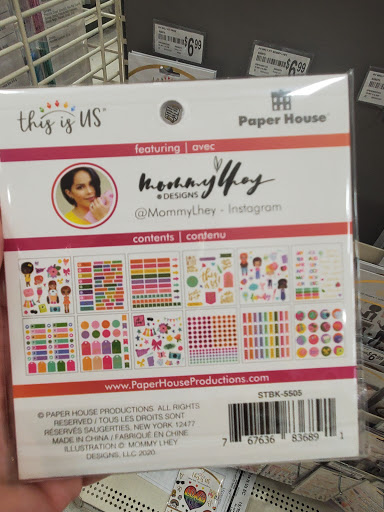 $6.99
$6.99
this is US™
Paper House®
featuring | avec
mommy lhey
DESIGNS
@MommyLhey - Instagram
contents | contenu
www.PaperHouseProductions.com
STBK-5505
© PAPER HOUSE PRODUCTIONS. ALL RIGHTS
RESERVED / TOUS LES DROITS SONT
RÉSERVÉS SAUGERTIES, NEW YORK 12477
MADE IN CHINA / FABRIQUÉ EN CHINE
ILLUSTRATION © MOMMY LHEY
DESIGNS, LLC 2020.
7 67636 83689 1